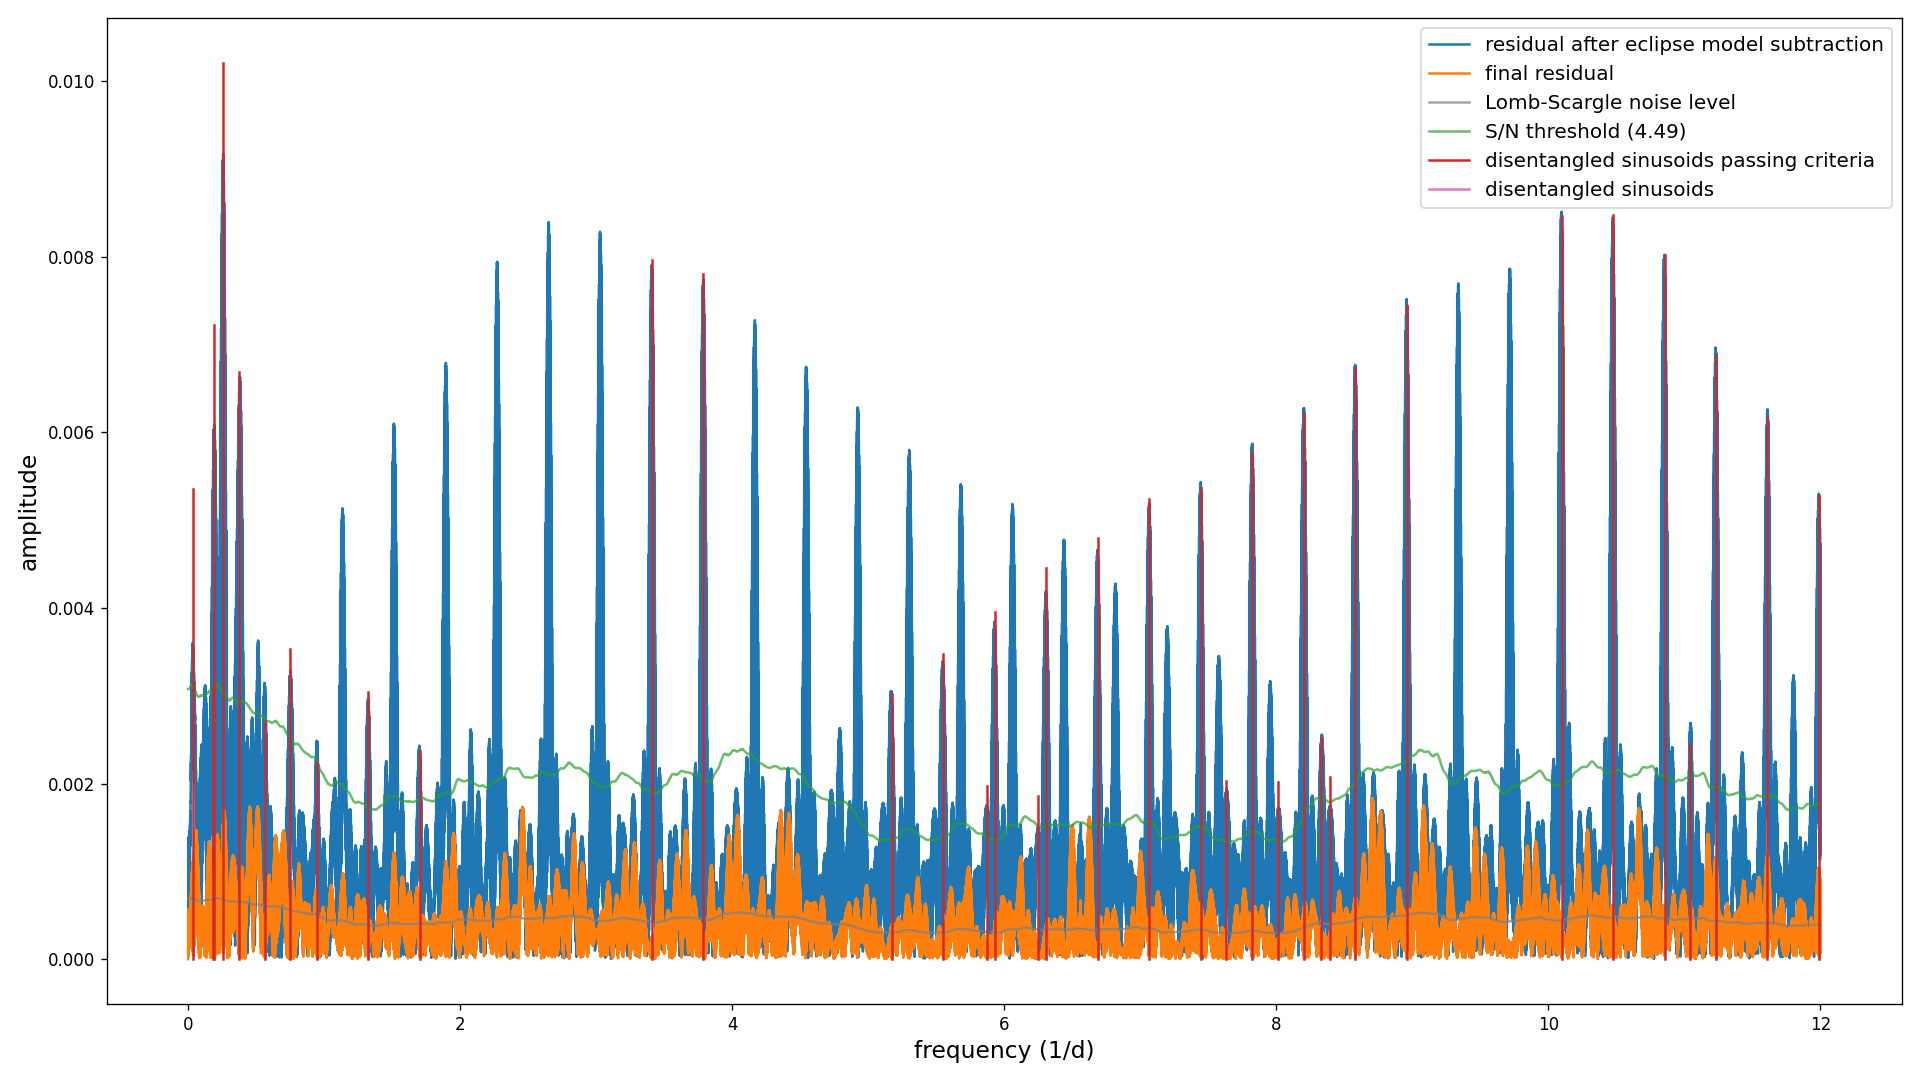 residual after eclipse model subtraction
final residual
Lomb-Scargle noise level
S/N threshold (4.49)
disentangled sinusoids passing criteria
disentangled sinusoids
amplitude
0.010
0.008
0.006
0.004
0.002
0.000
0 2 4 6 8 10 12
frequency (1/d)